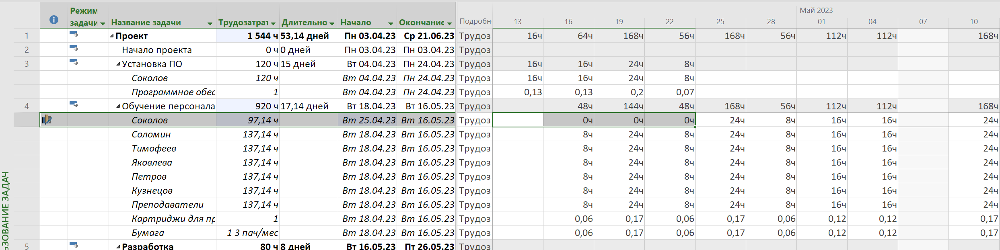 Режим задачи Название задачи Трудозатрат Длительно Начало Окончание Подробн 13 16 19 22 25 28 Май 2023 01 04 07 10
1 Проект 1 544 ч 53,14 дней Пн 03.04.23 Ср 21.06.23 Трудоз 16ч 64ч 168ч 56ч 168ч 56ч 112ч 112ч 168ч
2 Начало проекта 0 ч 0 дней Пн 03.04.23 Пн 03.04.23 Трудоз
3 Установка ПО 120 ч 15 дней Вт 04.04.23 Пн 24.04.23 Трудоз 16ч 16ч 24ч 8ч
Соколов 120 ч Вт 04.04.23 Пн 24.04.23 Трудоз 16ч 16ч 24ч 8ч
Программное обес 1 Вт 04.04.23 Пн 24.04.23 Трудоз 0,13 0,13 0,2 0,07
4 Обучение персонала 920 ч 17,14 дней Вт 18.04.23 Вт 16.05.23 Трудоз 48ч 144ч 48ч 168ч 56ч 112ч 112ч 168ч
Соколов 97,14 ч Вт 25.04.23 Вт 16.05.23 Трудоз 0ч 0ч 0ч 24ч 8ч 16ч 16ч 24ч
Соломин 137,14 ч Вт 18.04.23 Вт 16.05.23 Трудоз 8ч 24ч 8ч 24ч 8ч 16ч 16ч 24ч
Тимофеев 137,14 ч Вт 18.04.23 Вт 16.05.23 Трудоз 8ч 24ч 8ч 24ч 8ч 16ч 16ч 24ч
Яковлева 137,14 ч Вт 18.04.23 Вт 16.05.23 Трудоз 8ч 24ч 8ч 24ч 8ч 16ч 16ч 24ч
Петров 137,14 ч Вт 18.04.23 Вт 16.05.23 Трудоз 8ч 24ч 8ч 24ч 8ч 16ч 16ч 24ч
Кузнецов 137,14 ч Вт 18.04.23 Вт 16.05.23 Трудоз 8ч 24ч 8ч 24ч 8ч 16ч 16ч 24ч
Преподаватели 137,14 ч Вт 18.04.23 Вт 16.05.23 Трудоз 8ч 24ч 8ч 24ч 8ч 16ч 16ч 24ч
Картриджи для пр 1 Вт 18.04.23 Вт 16.05.23 Трудоз 0,06 0,17 0,06 0,17 0,06 0,12 0,12 0,17
Бумага 1 3 пач/мес Вт 18.04.23 Вт 16.05.23 Трудоз 0,06 0,17 0,06 0,17 0,06 0,12 0,12 0,17
5 Разработка 80 ч 8 дней Вт 16.05.23 Пт 26.05.23 Трудоз
ЬЗОВАНИЕ ЗАДАЧ